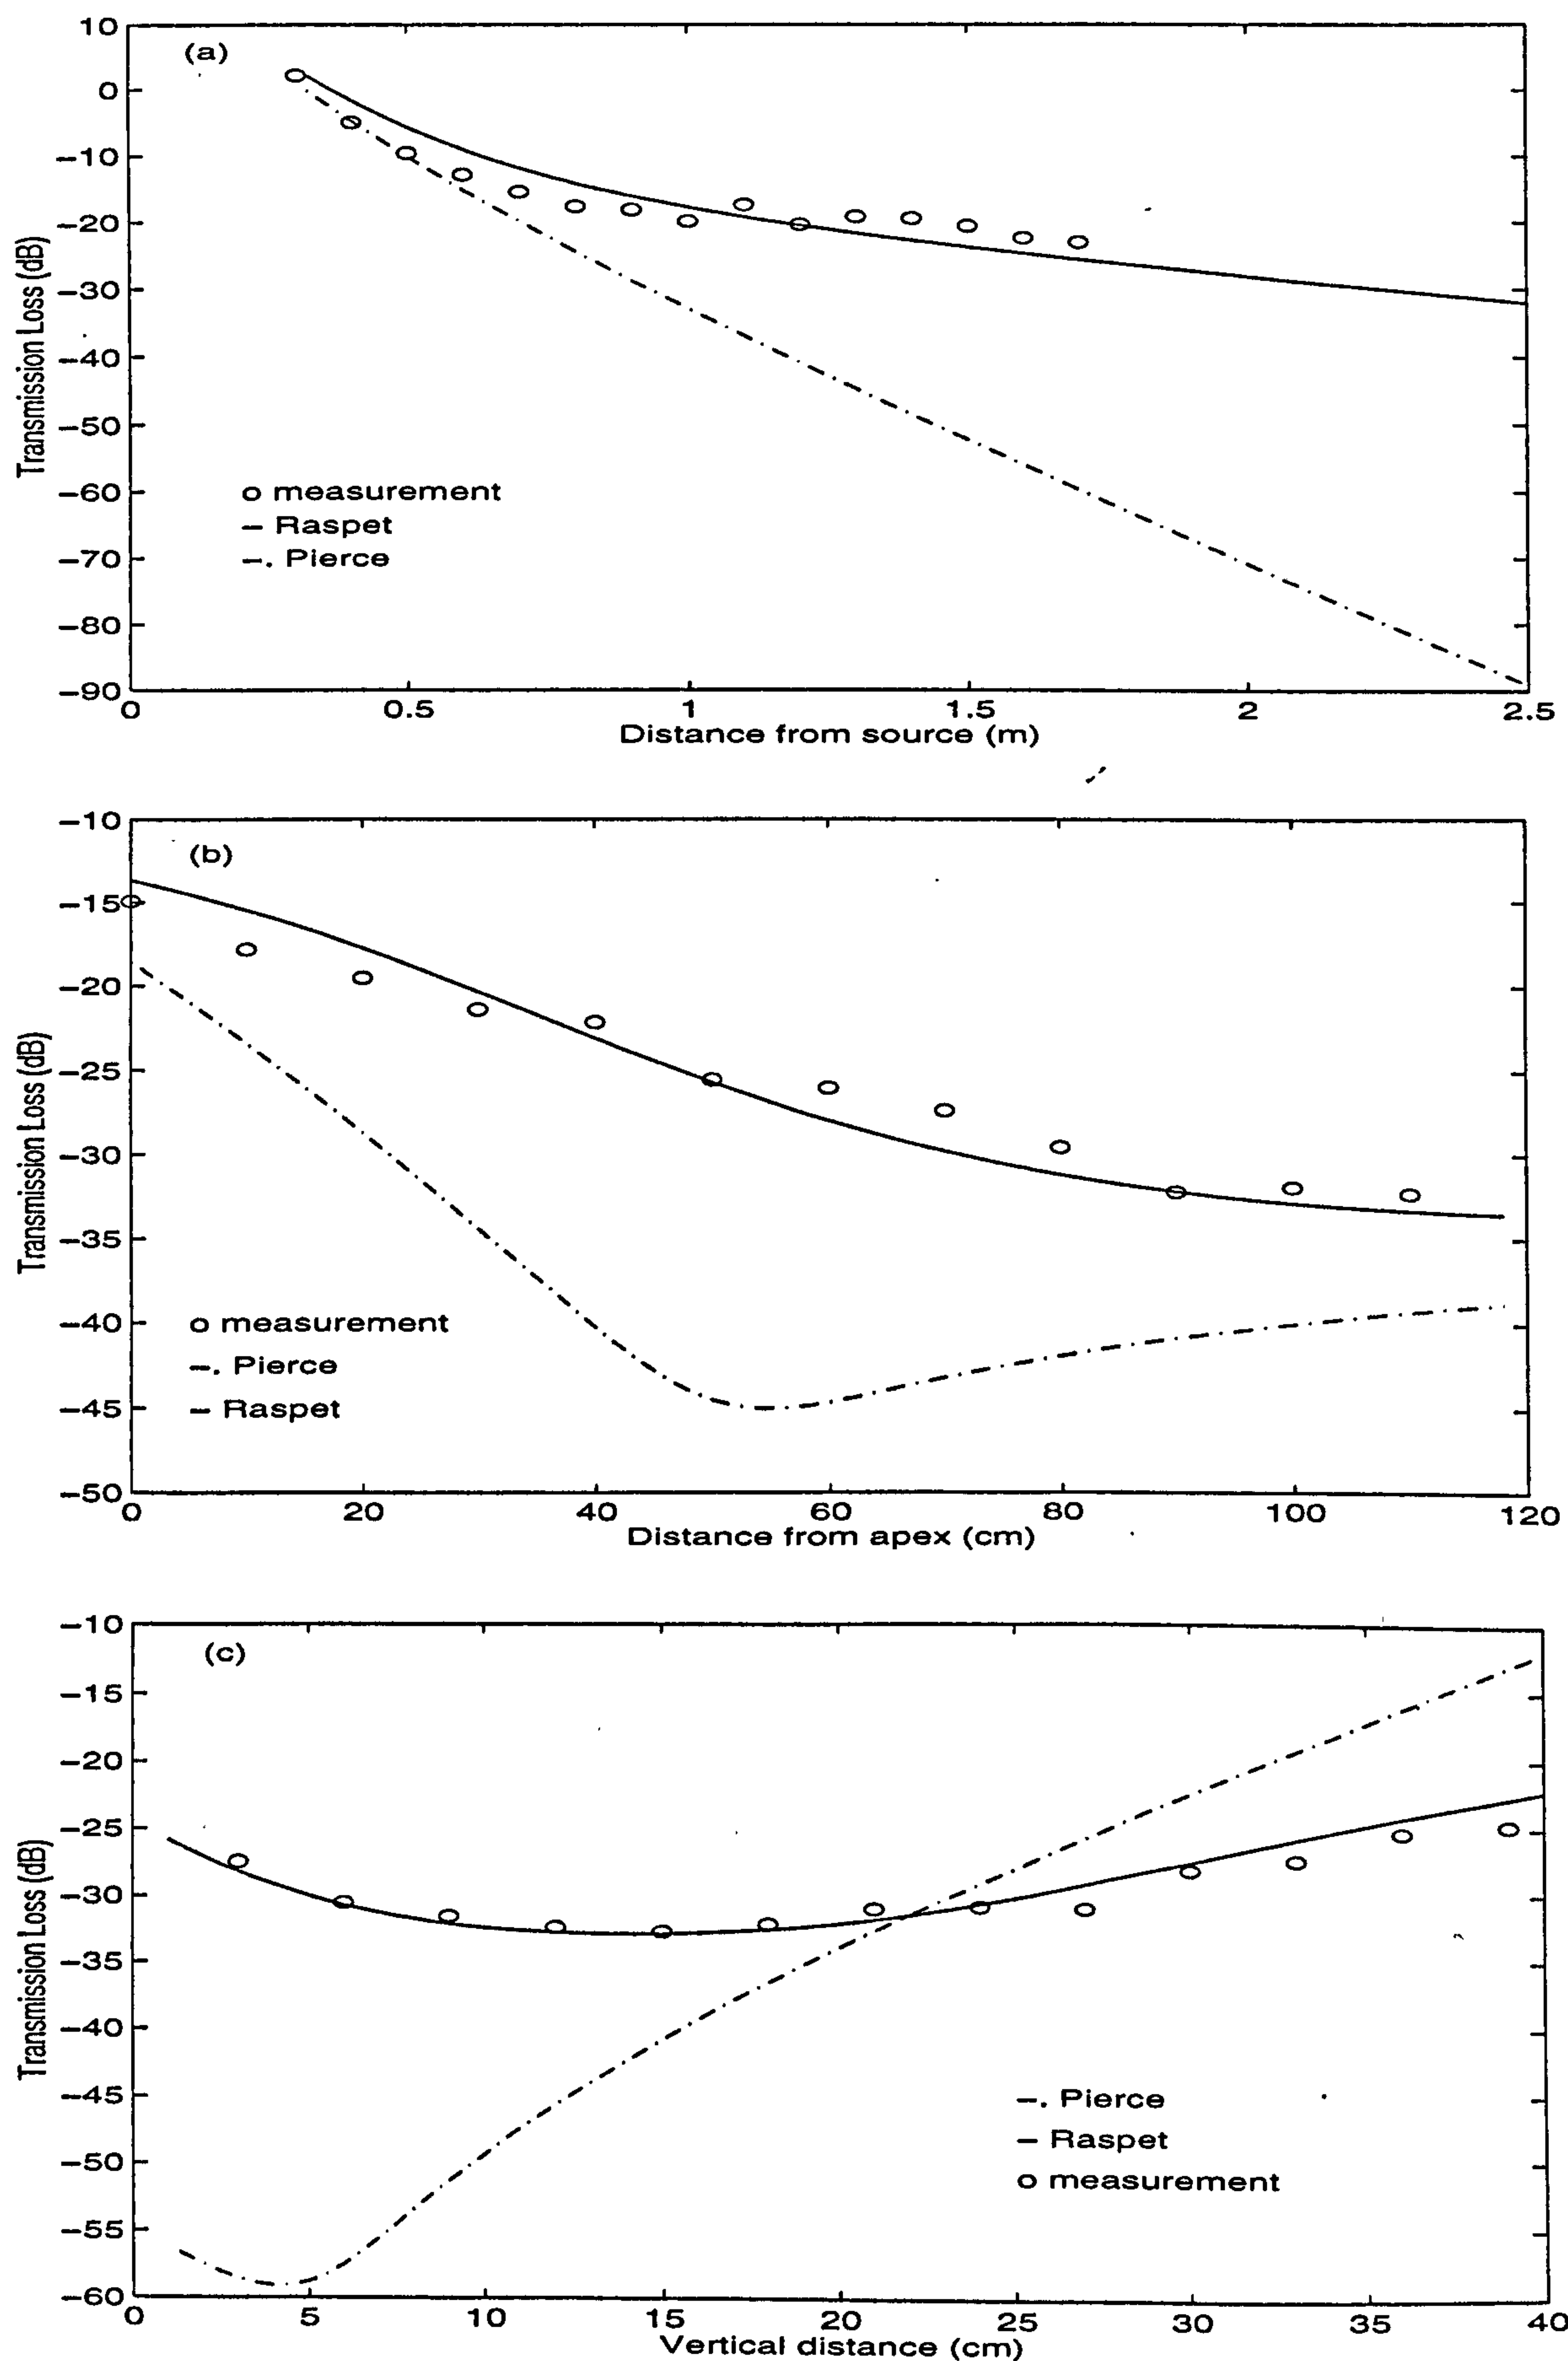 (a)
10
0
−10
−20
−30
−40
−50
−60
−70
−80
−90
Transmission Loss (dB)
o measurement
− Raspet
−. Pierce
0 0.5 1 1.5 2 2.5
Distance from source (m)
(b)
−10
−15
−20
−25
−30
−35
−40
−45
−50
Transmission Loss (dB)
o measurement
−. Pierce
− Raspet
0 20 40 60 80 100 120
Distance from apex (cm)
(c)
−10
−15
−20
−25
−30
−35
−40
−45
−50
−55
−60
Transmission Loss (dB)
−. Pierce
− Raspet
o measurement
0 5 10 15 20 25 30 35 40
Vertical distance (cm)